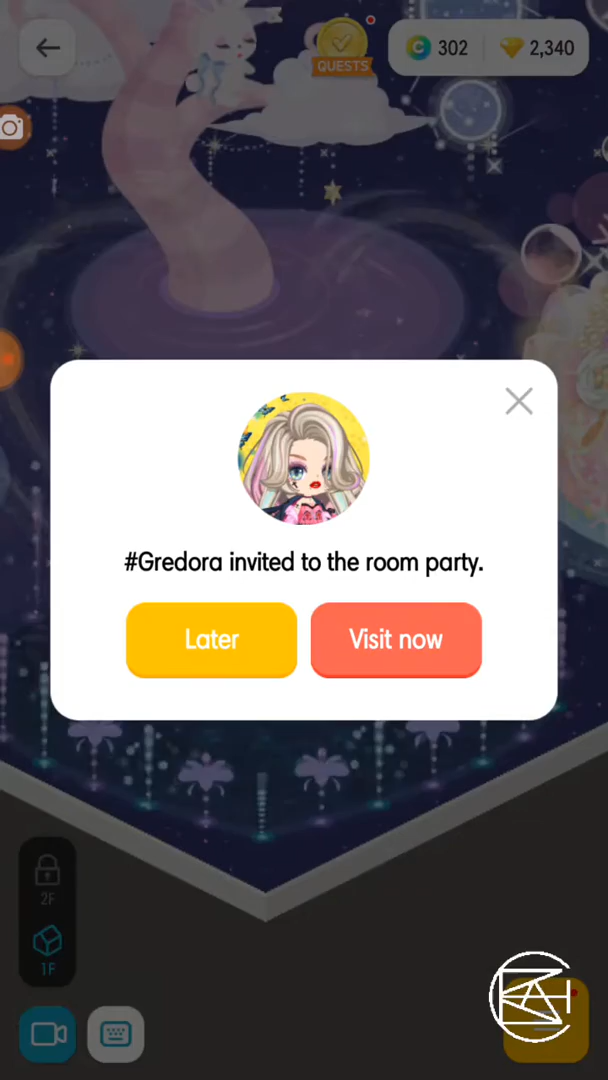 QUESTS
302
2,340
#Gredora invited to the room party.
Later
Visit now
2F
1F